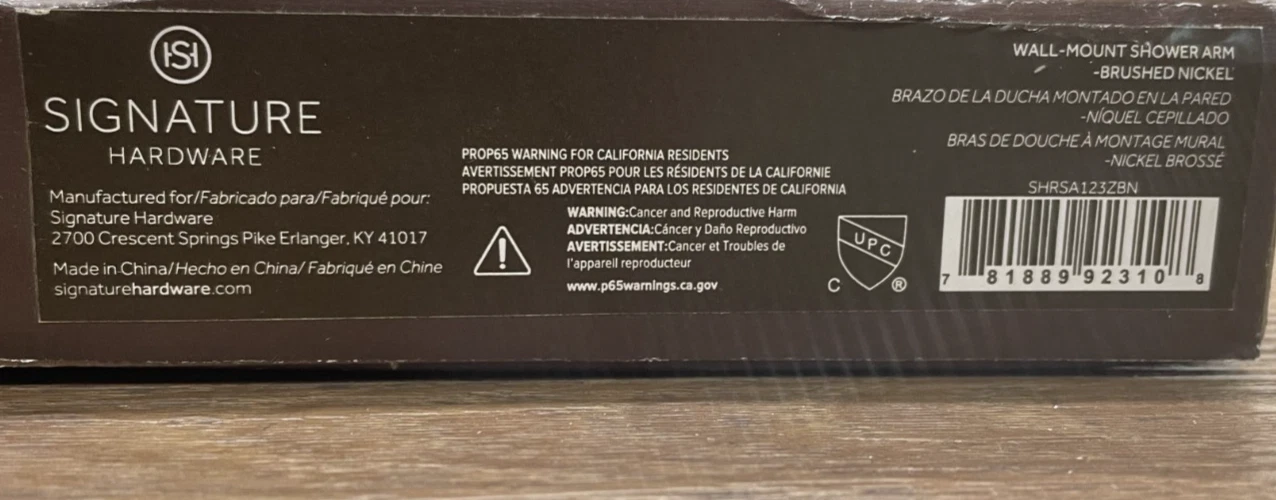 SIGNATURE
HARDWARE
Manufactured for/Fabricado para/Fabriqué pour:
Signature Hardware
2700 Crescent Springs Pike Erlanger, KY 41017
Made in China/Hecho en China/ Fabriqué en Chine
signaturehardware.com
PROP65 WARNING FOR CALIFORNIA RESIDENTS
AVERTISSEMENT PROP65 POUR LES RÉSIDENTS DE LA CALIFORNIE
PROPUESTA 65 ADVERTENCIA PARA LOS RESIDENTES DE CALIFORNIA
WARNING:Cancer and Reproductive Harm
ADVERTENCIA:Cáncer y Daño Reproductivo
AVERTISSEMENT:Cancer et Troubles de
l'appareil reproducteur
www.p65warnings.ca.gov
UPC
C ®
WALL-MOUNT SHOWER ARM
-BRUSHED NICKEL
BRAZO DE LA DUCHA MONTADO EN LA PARED
-NÍQUEL CEPILLADO
BRAS DE DOUCHE À MONTAGE MURAL
-NICKEL BROSSÉ
SHRSA123ZBN
7 81889 92310 8